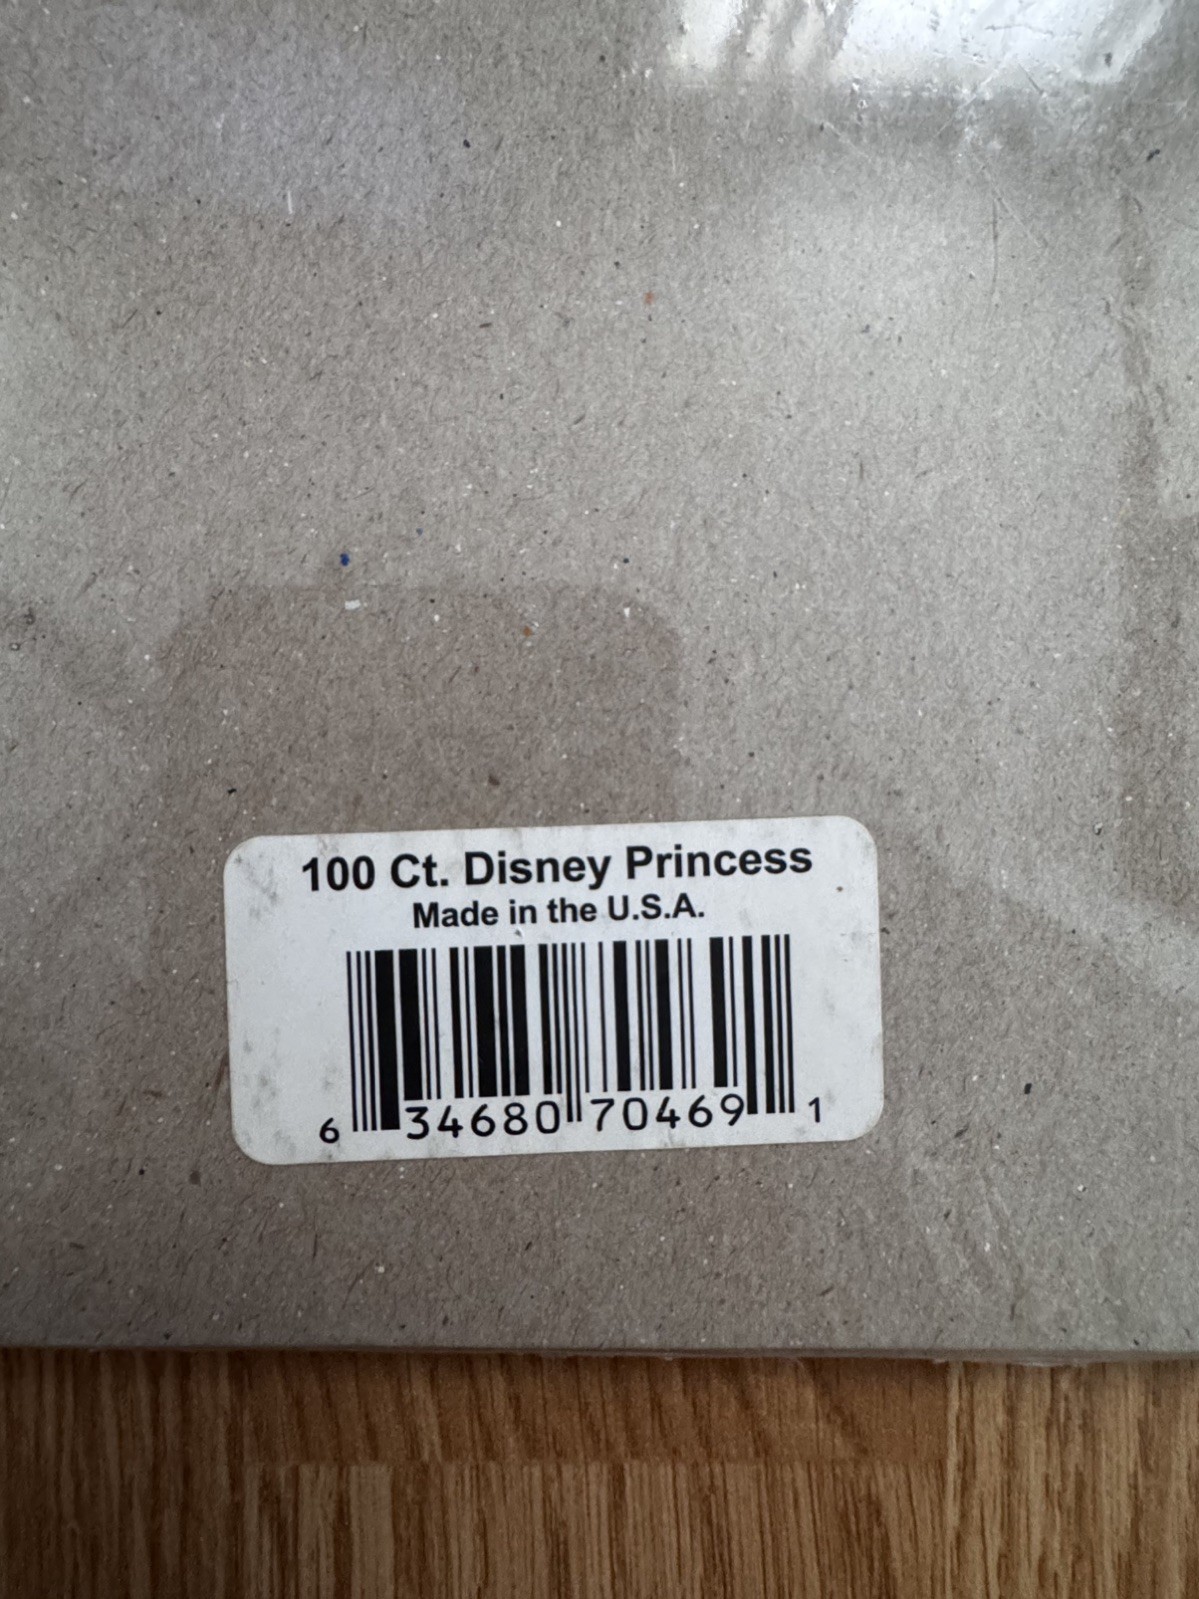 100 Ct. Disney Princess
Made in the U.S.A.
6 34680 70469 1